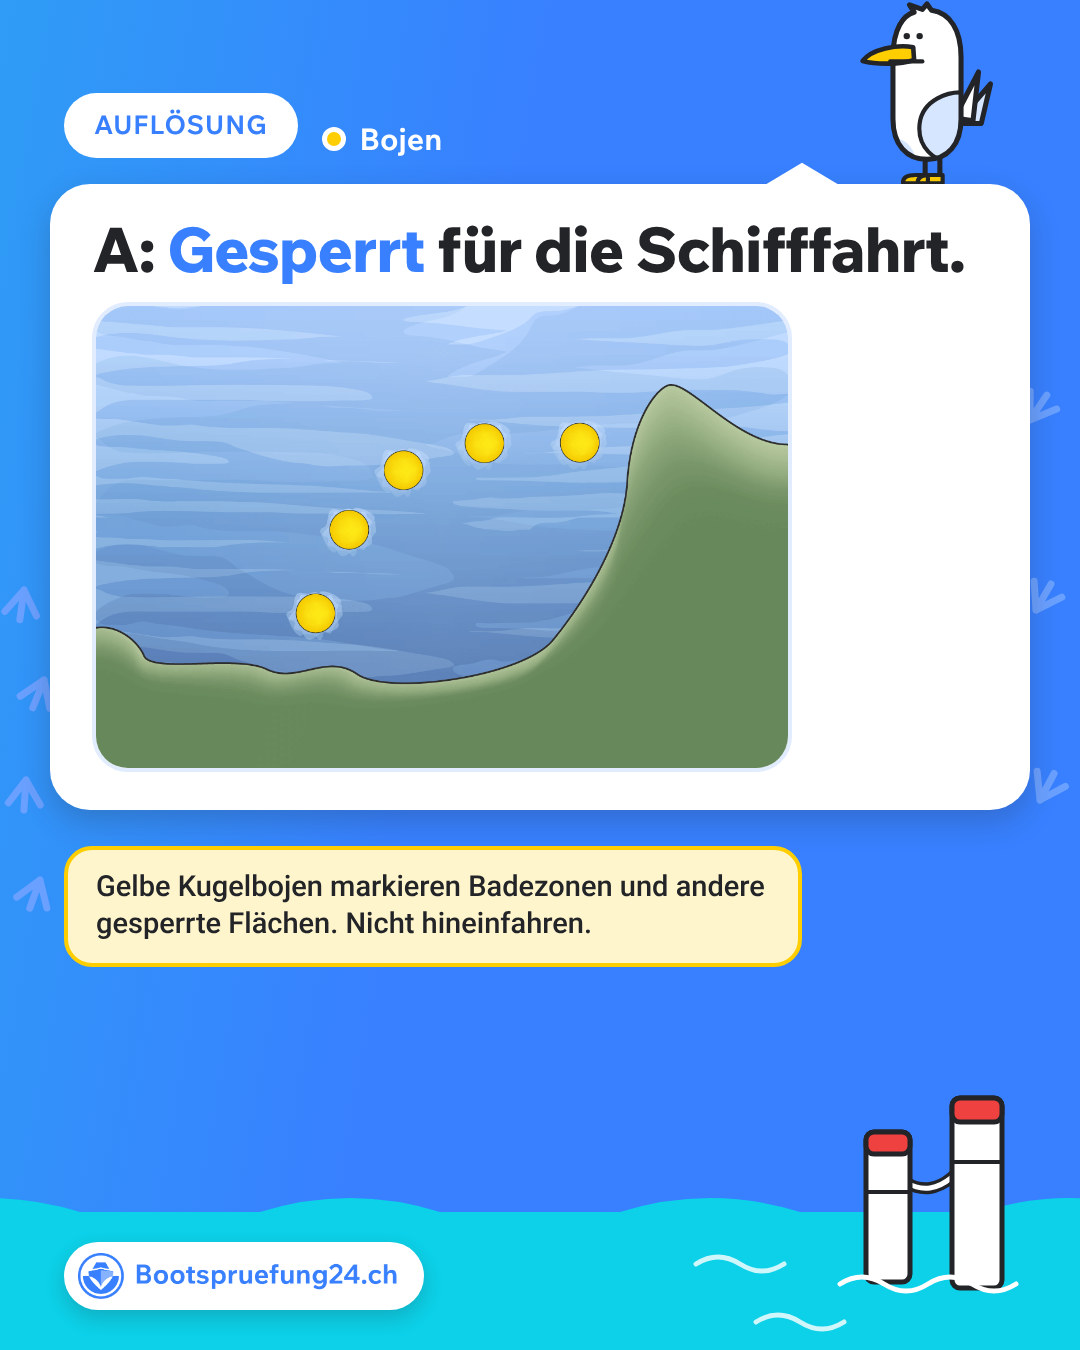 AUFLÖSUNG
Bojen
A: Gesperrt für die Schifffahrt.
Gelbe Kugelbojen markieren Badezonen und andere
gesperrte Flächen. Nicht hineinfahren.
Bootspruefung24.ch